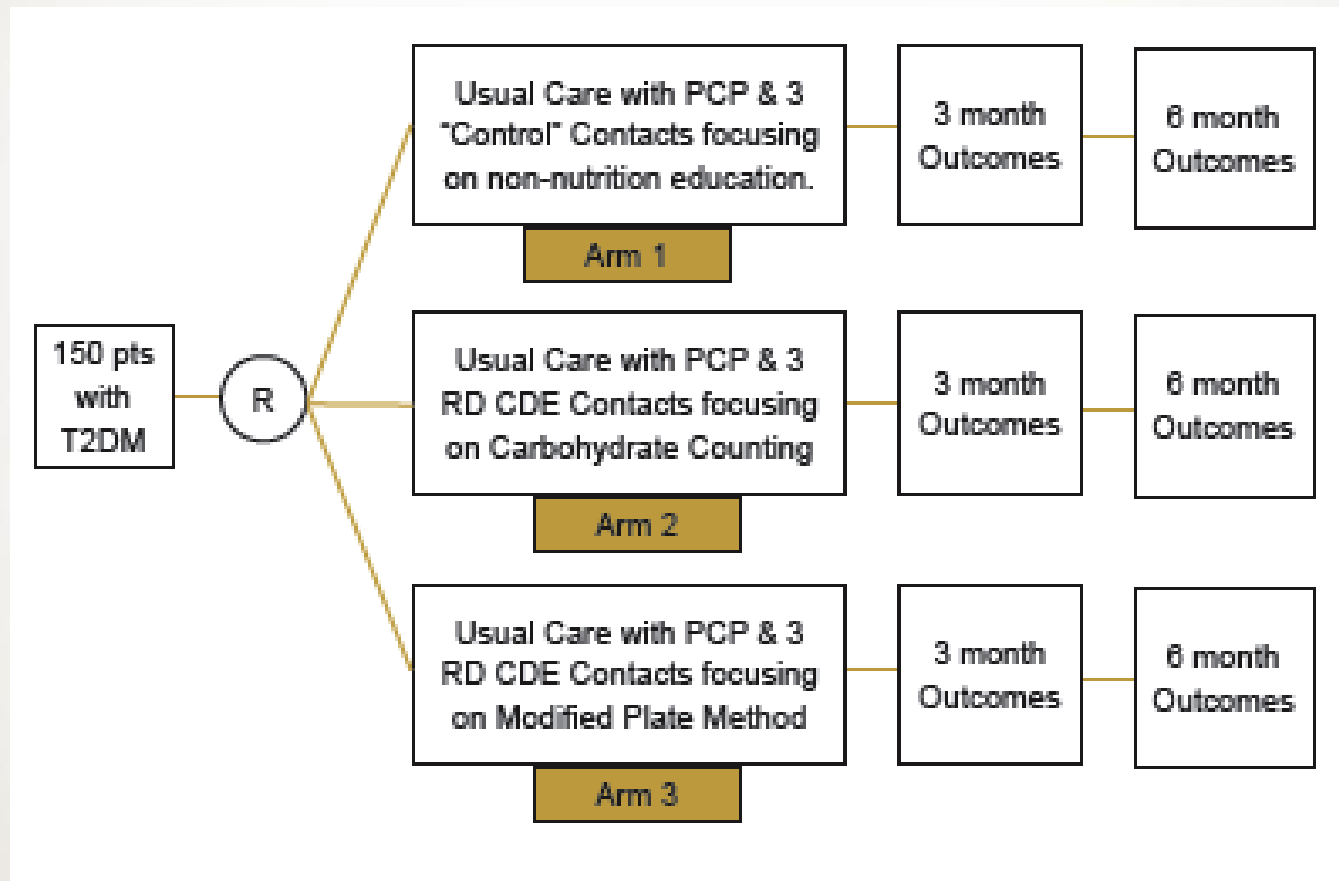 Usual Care with PCP & 3
"Control" Contacts focusing
on non-nutrition education.
Arm 1
3 month
Outcomes
6 month
Outcomes
150 pts
with
T2DM
R
Usual Care with PCP & 3
RD CDE Contacts focusing
on Carbohydrate Counting
Arm 2
3 month
Outcomes
6 month
Outcomes
Usual Care with PCP & 3
RD CDE Contacts focusing
on Modified Plate Method
Arm 3
3 month
Outcomes
6 month
Outcomes